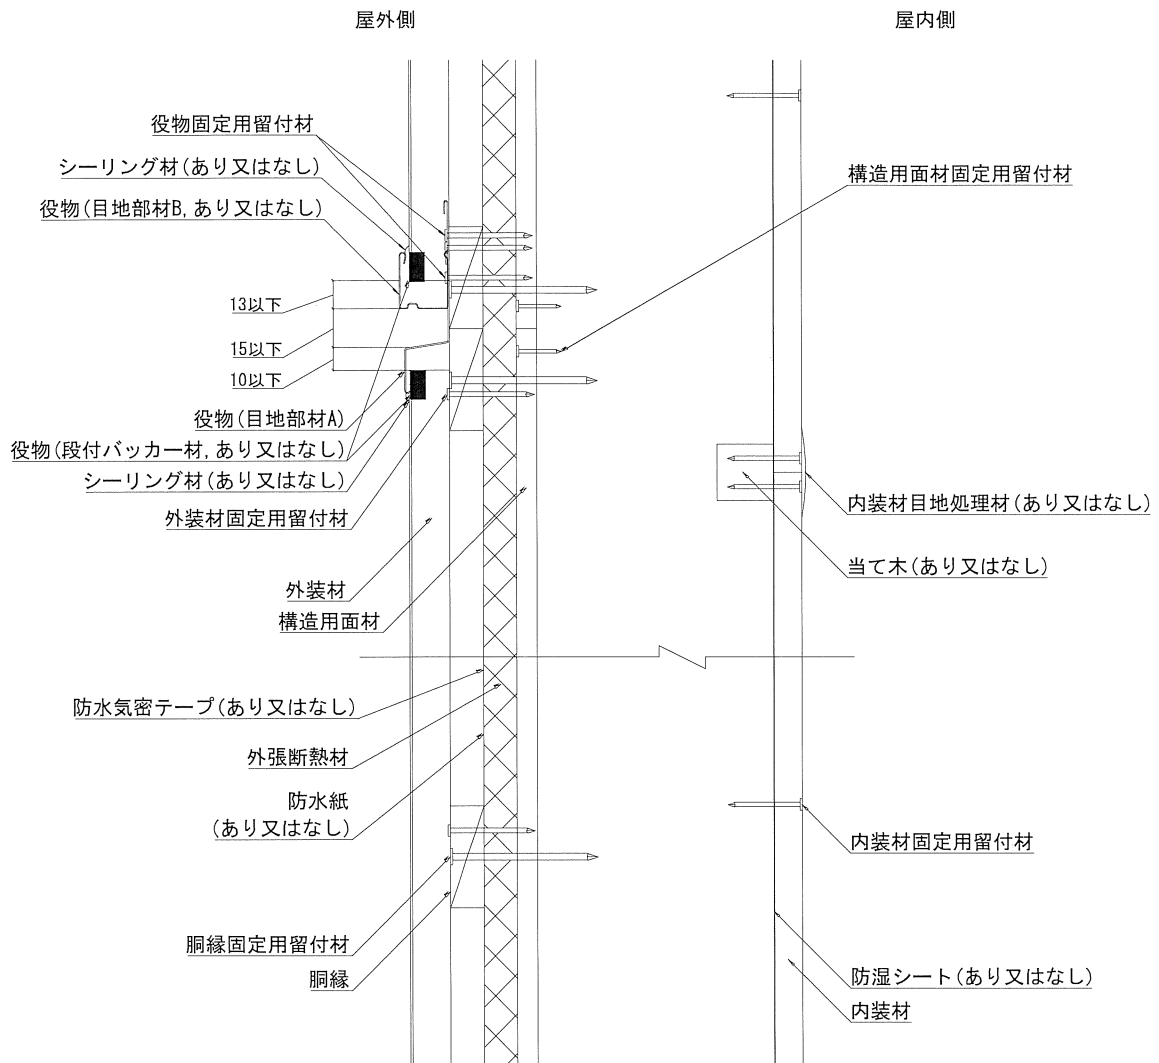 屋外側
屋内側
役物固定用留付材
シーリング材(あり又はなし)
構造用面材固定用留付材
役物(目地部材B,あり又はなし)
13以下
15以下
10以下
役物(目地部材A)
役物(段付バッカー材,あり又はなし)
シーリング材(あり又はなし)
外装材固定用留付材
内装材目地処理材(あり又はなし)
当て木(あり又はなし)
外装材
構造用面材
防水気密テープ(あり又はなし)
外張断熱材
防水紙
(あり又はなし)
内装材固定用留付材
胴縁固定用留付材
胴縁
防湿シート(あり又はなし)
内装材